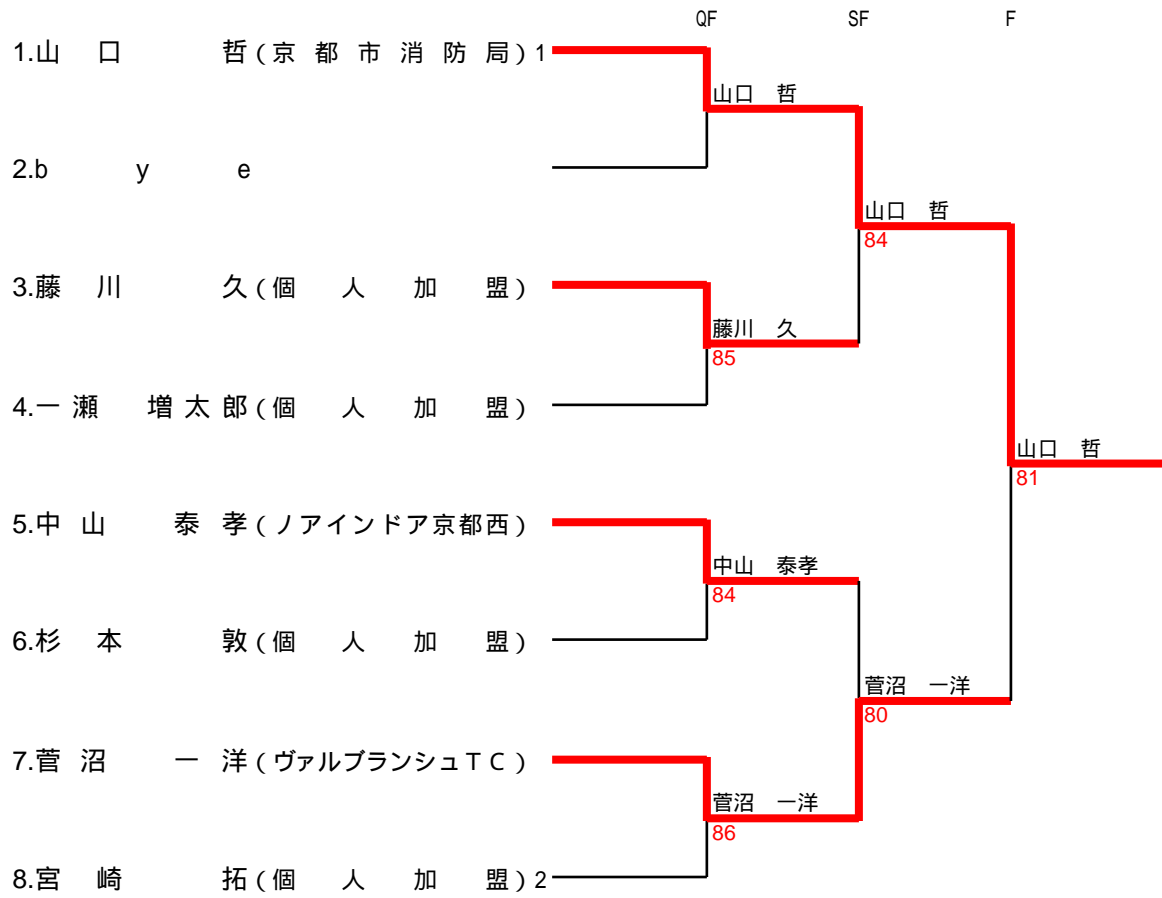 QF SF F
1.山口 哲(京都市消防局)1
山口 哲
2.bye
山口 哲
84
3.藤川 久(個人加盟)
藤川 久
85
4.一瀬 増太郎(個人加盟)
山口 哲
81
5.中山 泰孝(ノアインドア京都西)
中山 泰孝
84
6.杉本 敦(個人加盟)
菅沼 一洋
80
7.菅沼 一洋(ヴァルブランシュTC)
菅沼 一洋
86
8.宮崎 拓(個人加盟)2